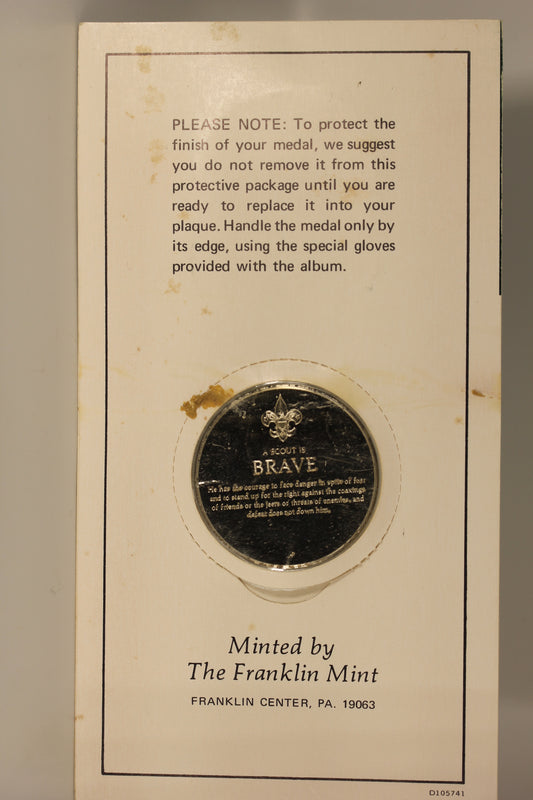 PLEASE NOTE: To protect the
finish of your medal, we suggest
you do not remove it from this
protective package until you are
ready to replace it into your
plaque. Handle the medal only by
its edge, using the special gloves
provided with the album.
A SCOUT IS
BRAVE
He has the courage to face danger in spite of fear
and to stand up for the right against the coaxings
of friends or the jeers or threats of enemies, and
defeat does not down him.
Minted by
The Franklin Mint
FRANKLIN CENTER, PA. 19063
D105741